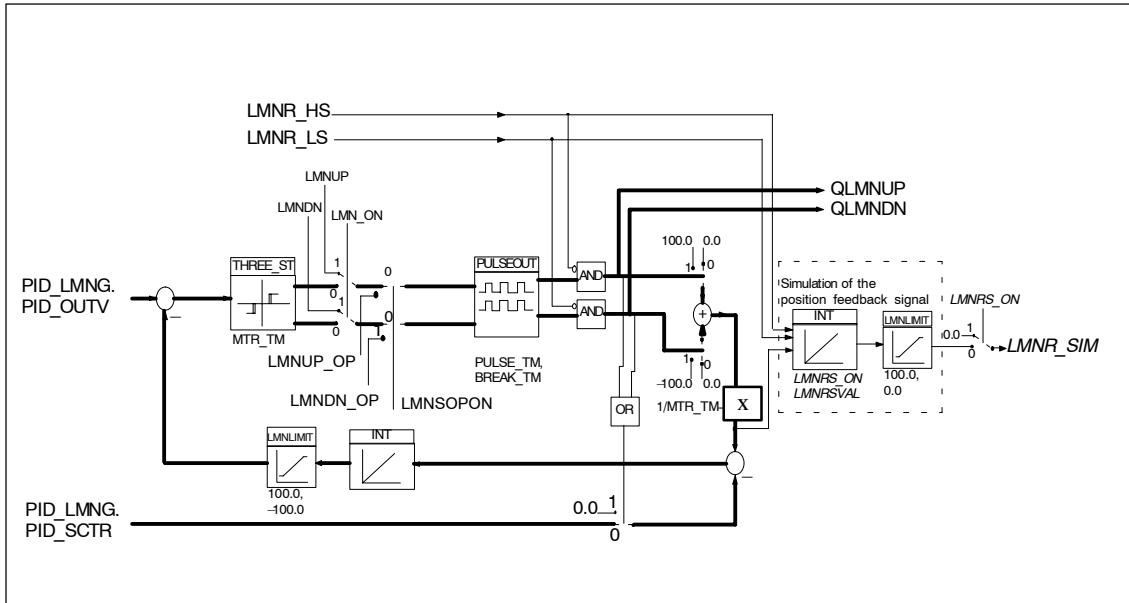 LMNR_HS
LMNR_LS
LMNUP
LMNDN
LMN_ON
QLMNUP
QLMNDN
PID_LMNG.
PID_OUTV
THREE_ST
MTR_TM
1
0
1
0
0
0
1
LMNUP_OP
LMNDN_OP
LMNSOPON
PULSEOUT
PULSE_TM,
BREAK_TM
AND
AND
OR
100.0 0.0
1 0
+
1 0
−100.0 0.0
1/MTR_TM
X
Simulation of the
position feedback signal
INT
LMNRS_ON
LMNRSVAL
LMNLIMIT
100.0,
0.0
LMNRS_ON
0.0
1
0
LMNR_SIM
LMNLIMIT
100.0,
−100.0
INT
PID_LMNG.
PID_SCTR
0.0
1
0
−
−